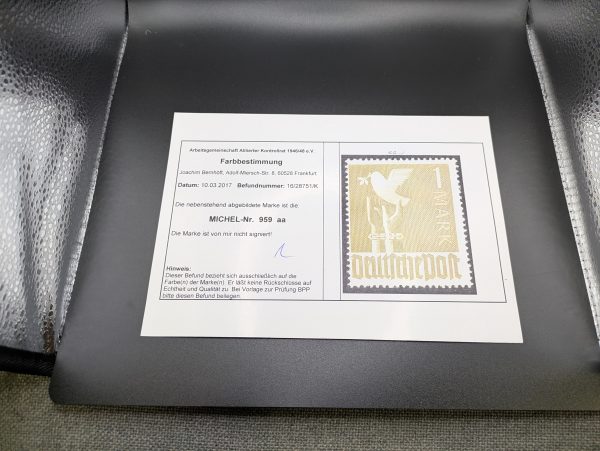 Arbeitsgemeinschaft Alliierter Kontrollrat 1946/48 e.V.
Farbbestimmung
Joachim Bernhöft, Adolf-Miersch-Str. 8, 60528 Frankfurt
Datum: 10.03.2017 Befundnummer: 16/28751/K
Die nebenstehend abgebildete Marke ist die:
MICHEL-Nr. 959 aa
Die Marke ist von mir nicht signiert!
Hinweis:
Dieser Befund bezieht sich ausschließlich auf die
Farbe(n) der Marke(n). Er läßt keine Rückschlüsse auf
Echtheit und Qualität zu. Bei Vorlage zur Prüfung BPP
bitte diesen Befund beilegen.
1 MARK
Deutsche Post